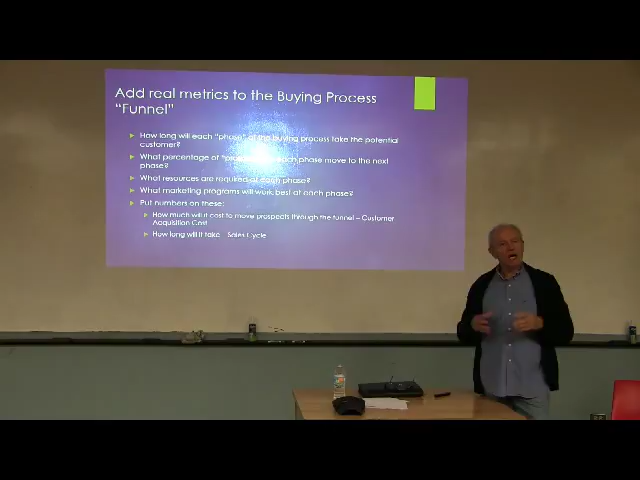 Add real metrics to the Buying Process
"Funnel"
How long will each "phase" of the buying process take the potential
customer?
What percentage of each phase move to the next
phase?
What resources are required at each phase?
What marketing programs will work best at each phase?
Put numbers on these:
How much will it cost to move prospects through the funnel – Customer
Acquisition Cost
How long will it take - Sales Cycle